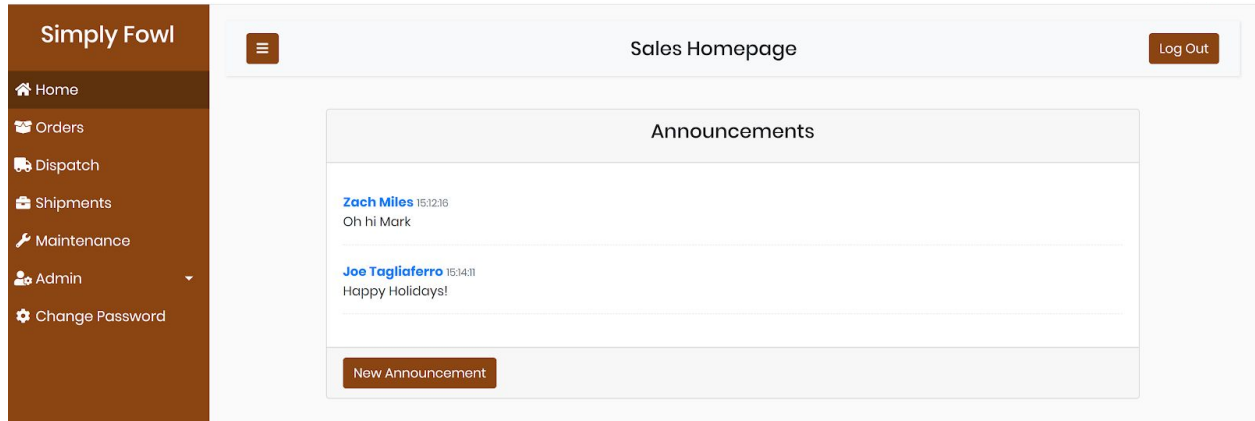 Simply Fowl
Home
Orders
Dispatch
Shipments
Maintenance
Admin
Change Password
Sales Homepage
Log Out
Announcements
Zach Miles 15:12:16
Oh hi Mark
Joe Tagliaferro 15:14:11
Happy Holidays!
New Announcement